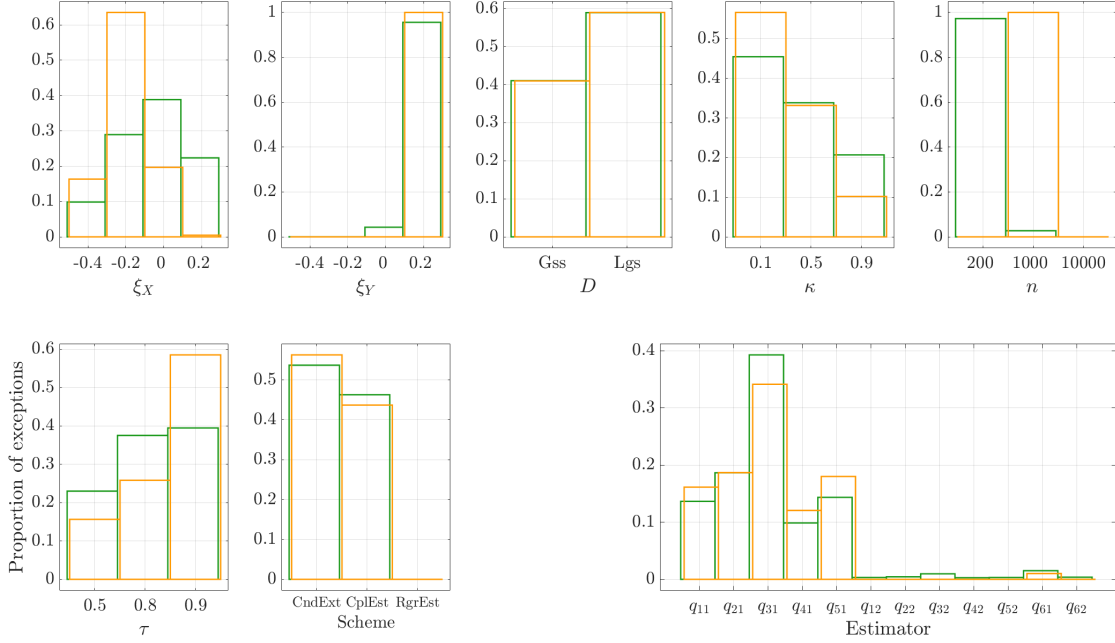 0.6
0.5
0.4
0.3
0.2
0.1
0
-0.4 -0.2 0 0.2
ξ_X
1
0.8
0.6
0.4
0.2
0
-0.4 -0.2 0 0.2
ξ_Y
0.6
0.5
0.4
0.3
0.2
0.1
0
Gss Lgs
D
0.5
0.4
0.3
0.2
0.1
0
0.1 0.5 0.9
κ
1
0.8
0.6
0.4
0.2
0
200 1000 10000
n
Proportion of exceptions
0.6
0.5
0.4
0.3
0.2
0.1
0
0.5 0.8 0.9
τ
0.5
0.4
0.3
0.2
0.1
0
CndExt CplEst RgrEst
Scheme
0.4
0.3
0.2
0.1
0
q_11 q_21 q_31 q_41 q_51 q_12 q_22 q_32 q_42 q_52 q_61 q_62
Estimator